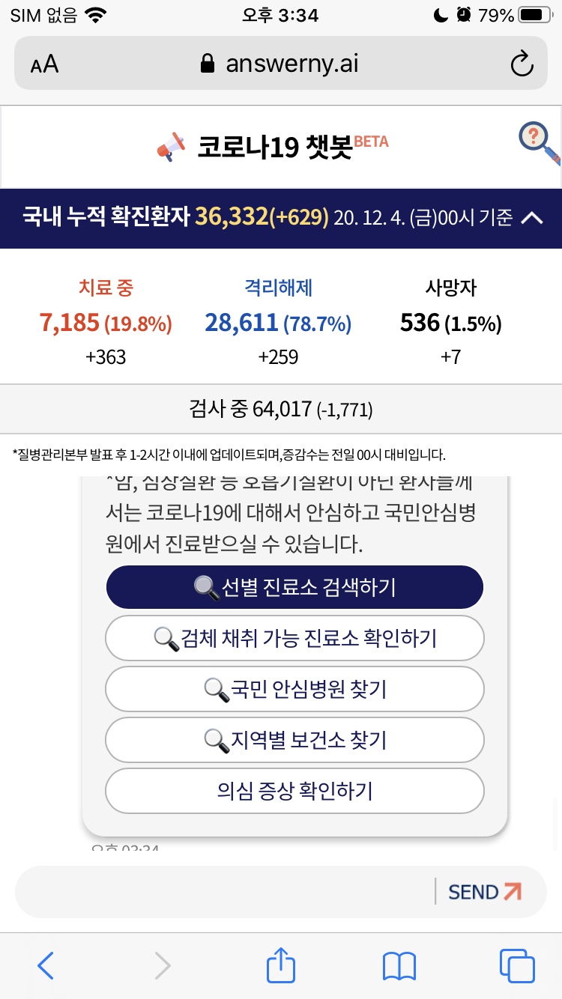 SIM 없음
오후 3:34
79%
AA
answerny.ai
코로나19 챗봇BETA
국내 누적 확진환자 36,332(+629) 20. 12. 4. (금)00시 기준
치료 중 격리해제 사망자
7,185 (19.8%) 28,611 (78.7%) 536 (1.5%)
+363 +259 +7
검사 중 64,017 (-1,771)
*질병관리본부 발표 후 1-2시간 이내에 업데이트되며,증감수는 전일 00시 대비입니다.
*암, 심장질환 등 호흡기질환이 아닌 환자들께
서는 코로나19에 대해서 안심하고 국민안심병
원에서 진료받으실 수 있습니다.
선별 진료소 검색하기
검체 채취 가능 진료소 확인하기
국민 안심병원 찾기
지역별 보건소 찾기
의심 증상 확인하기
오후 03:34
SEND